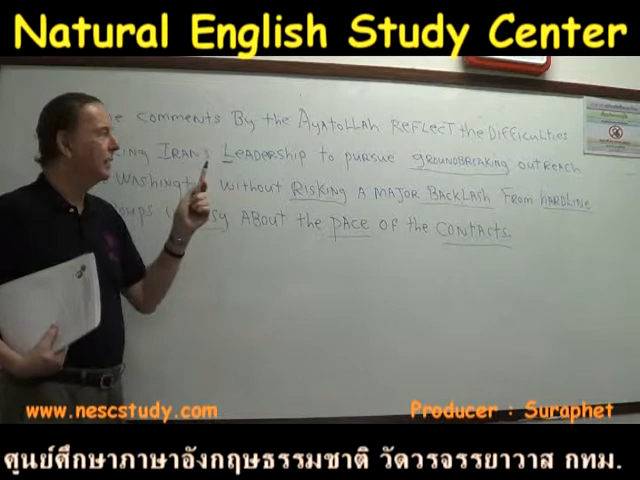 Natural English Study Center
comments By the AyatoLLah REFLECT the DIFFICULTIES
IRAN's Leadership to pursue gROUNDBREAKINg outREACH
WASHINgt without RISKINg A MAJOR BACKLASH From hARDLINE
ABOUT the PACE OF the CONTACTS.
www.nescstudy.com
Producer : Suraphet
ศูนย์ศึกษาภาษาอังกฤษธรรมชาติ วัดวรจรรยาวาส กทม.